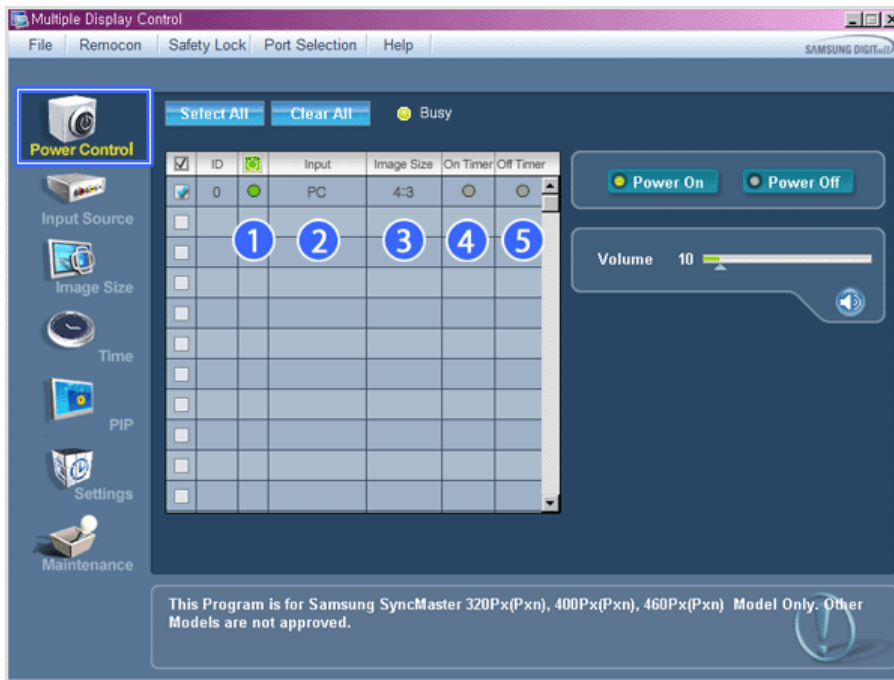 Multiple Display Control
File Remocon Safety Lock Port Selection Help
SAMSUNG DIGITall
Power Control
Input Source
Image Size
Time
PIP
Settings
Maintenance
Select All Clear All Busy
ID Input Image Size On Timer Off Timer
0 PC 4:3
1 2 3 4 5
Power On Power Off
Volume 10
This Program is for Samsung SyncMaster 320Px(Pxn), 400Px(Pxn), 460Px(Pxn) Model Only. Other
Models are not approved.